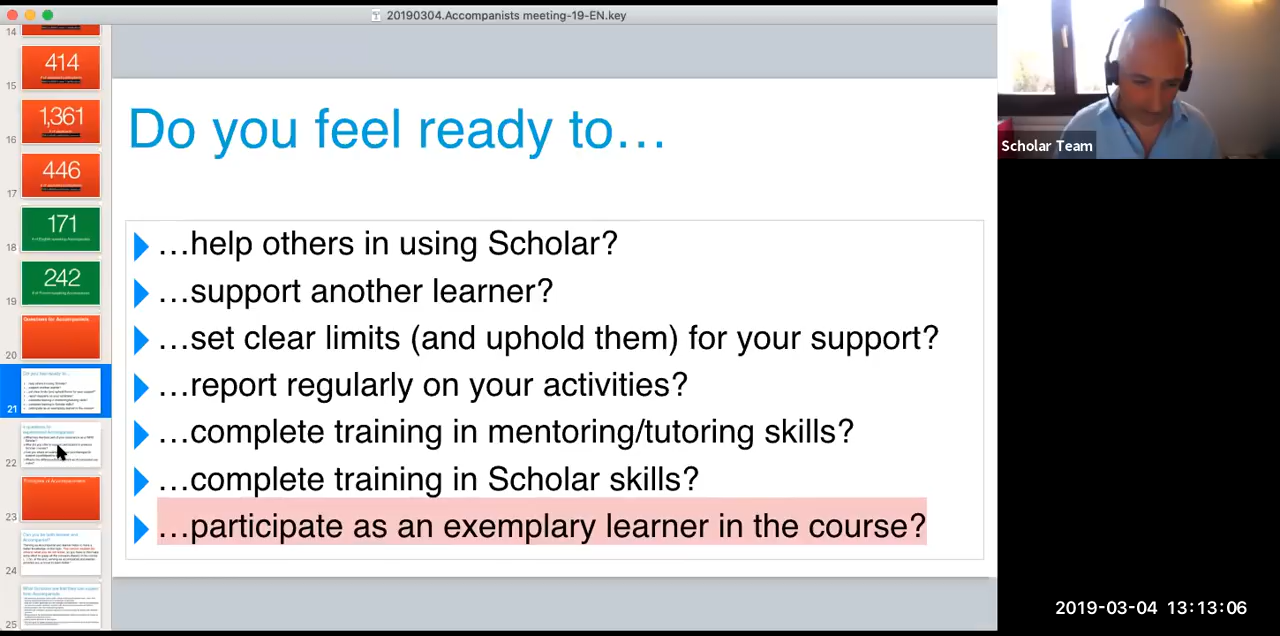 20190304.Accompanists meeting-19-EN.key
14
414
15
1,361
16
446
17
171
18
242
19
Questions for Accompanists
20
21
22
23
24
25
Do you feel ready to…
…help others in using Scholar?
…support another learner?
…set clear limits (and uphold them) for your support?
…report regularly on your activities?
…complete training in mentoring/tutoring skills?
…complete training in Scholar skills?
…participate as an exemplary learner in the course?
Scholar Team
2019-03-04 13:13:06